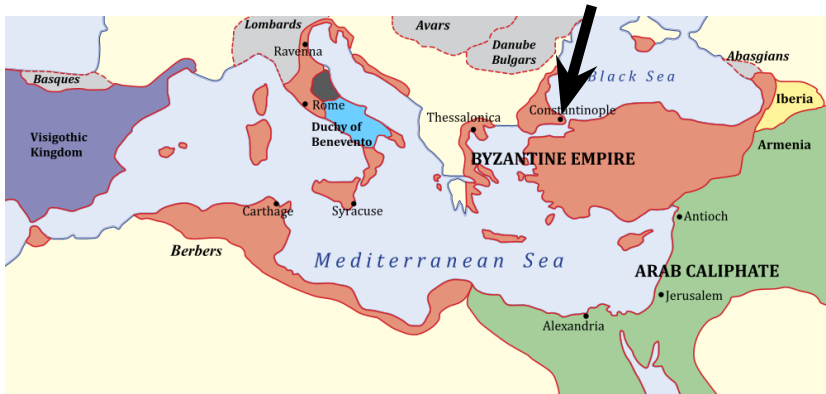 Lombards
Avars
Ravenna
Danube
Bulgars
Abasgians
Basques
Black Sea
Iberia
Rome
Constantinople
Thessalonica
Duchy of
Benevento
Visigothic
Kingdom
Armenia
BYZANTINE EMPIRE
Carthage
Syracuse
Antioch
Berbers
Mediterranean Sea
ARAB CALIPHATE
Jerusalem
Alexandria